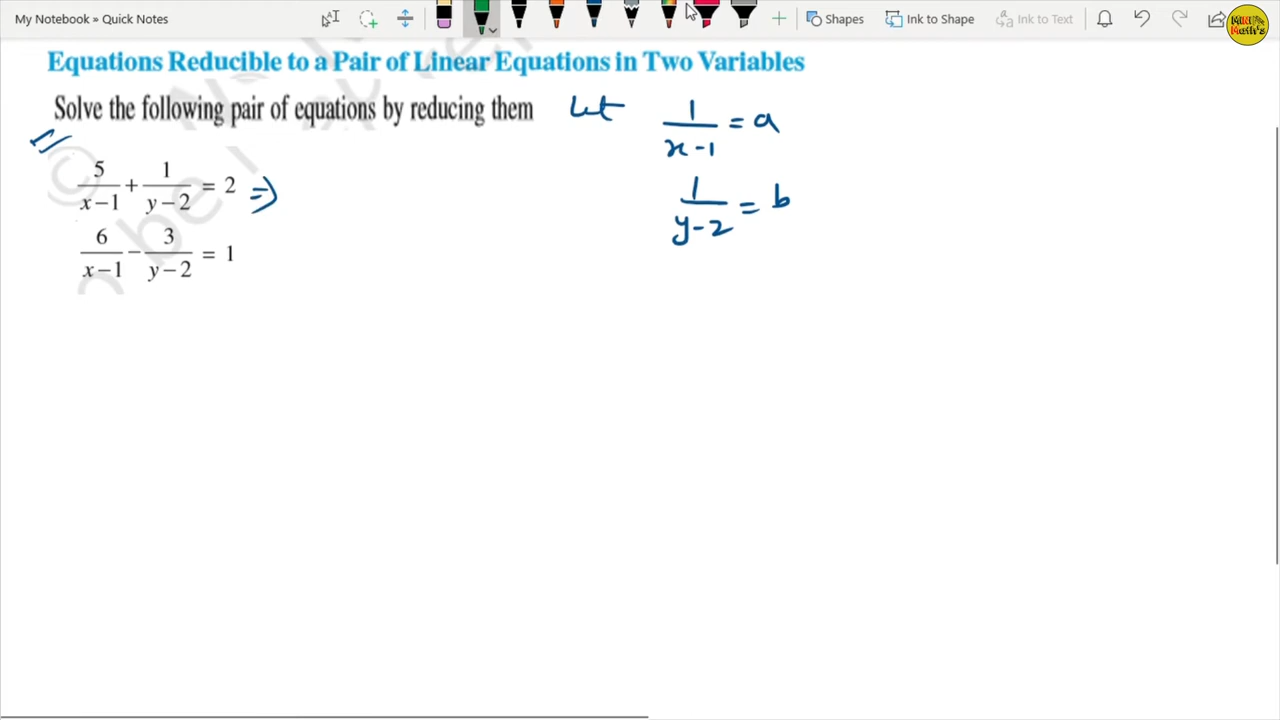 My Notebook » Quick Notes
Shapes
Ink to Shape
Ink to Text
MINI Math's
Equations Reducible to a Pair of Linear Equations in Two Variables
Solve the following pair of equations by reducing them
Let 1/(x-1) = a
5/(x-1) + 1/(y-2) = 2 ⇒
1/(y-2) = b
6/(x-1) - 3/(y-2) = 1